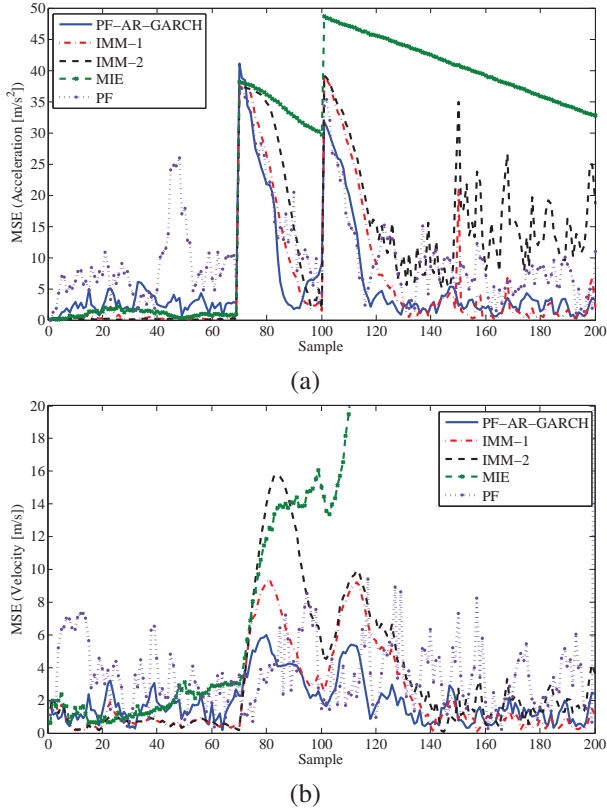 50
45
40
35
30
25
20
15
10
5
0
MSE (Acceleration [m/s²])
PF−AR−GARCH
IMM−1
IMM−2
MIE
PF
0 20 40 60 80 100 120 140 160 180 200
Sample
(a)
20
18
16
14
12
10
8
6
4
2
0
MSE (Velocity [m/s])
PF−AR−GARCH
IMM−1
IMM−2
MIE
PF
0 20 40 60 80 100 120 140 160 180 200
Sample
(b)